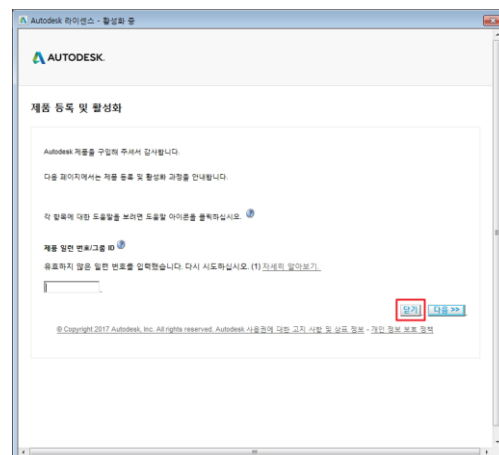 Autodesk 라이센스 - 활성화 중
AUTODESK.
제품 등록 및 활성화
Autodesk 제품을 구입해 주셔서 감사합니다.
다음 페이지에서는 제품 등록 및 활성화 과정을 안내합니다.
각 항목에 대한 도움말을 보려면 도움말 아이콘을 클릭하십시오.
제품 일련 번호/그룹 ID
유효하지 않은 일련 번호를 입력했습니다. 다시 시도하십시오. (1) 자세히 알아보기.
닫기 다음 >>
© Copyright 2017 Autodesk, Inc. All rights reserved. Autodesk 사용권에 대한 고지 사항 및 상표 정보 - 개인 정보 보호 정책